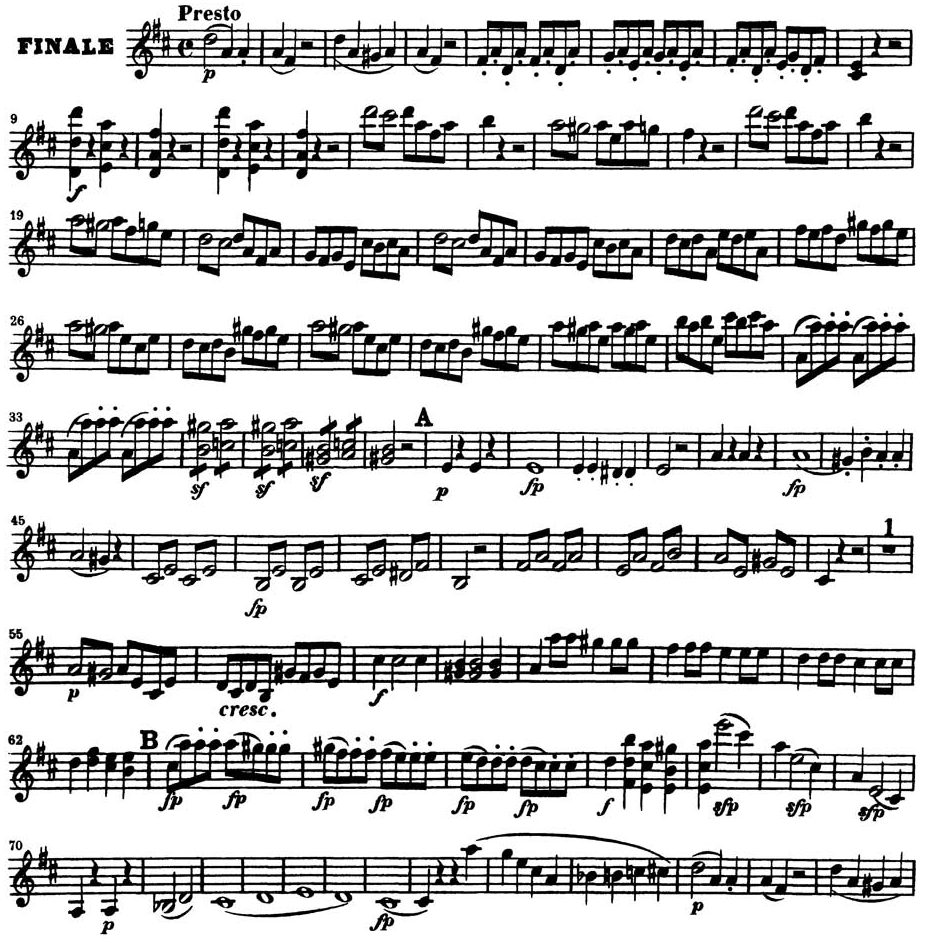 Presto
FINALE
p
9
f
19
26
33 A
sf sf sf p fp fp
45
fp
1
55
p cresc. f
62 B
fp fp fp fp fp fp f sfp sfp sfp
70
p fp p